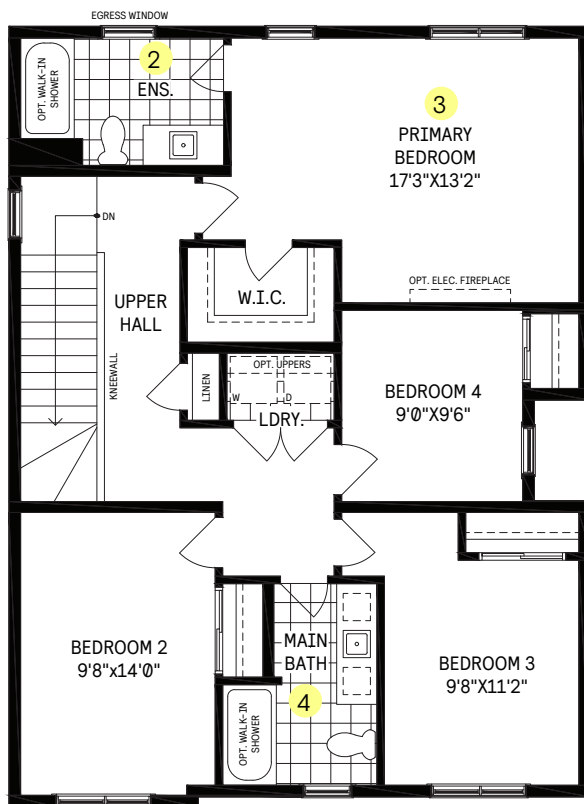 EGRESS WINDOW
OPT. WALK-IN
SHOWER
2
ENS.
3
PRIMARY
BEDROOM
17'3"X13'2"
DN
OPT. ELEC. FIREPLACE
W.I.C.
UPPER
HALL
KNEEWALL
LINEN
OPT. UPPERS
W
D
LDRY.
BEDROOM 4
9'0"X9'6"
BEDROOM 2
9'8"x14'0"
MAIN
BATH
4
OPT. WALK-IN
SHOWER
BEDROOM 3
9'8"X11'2"